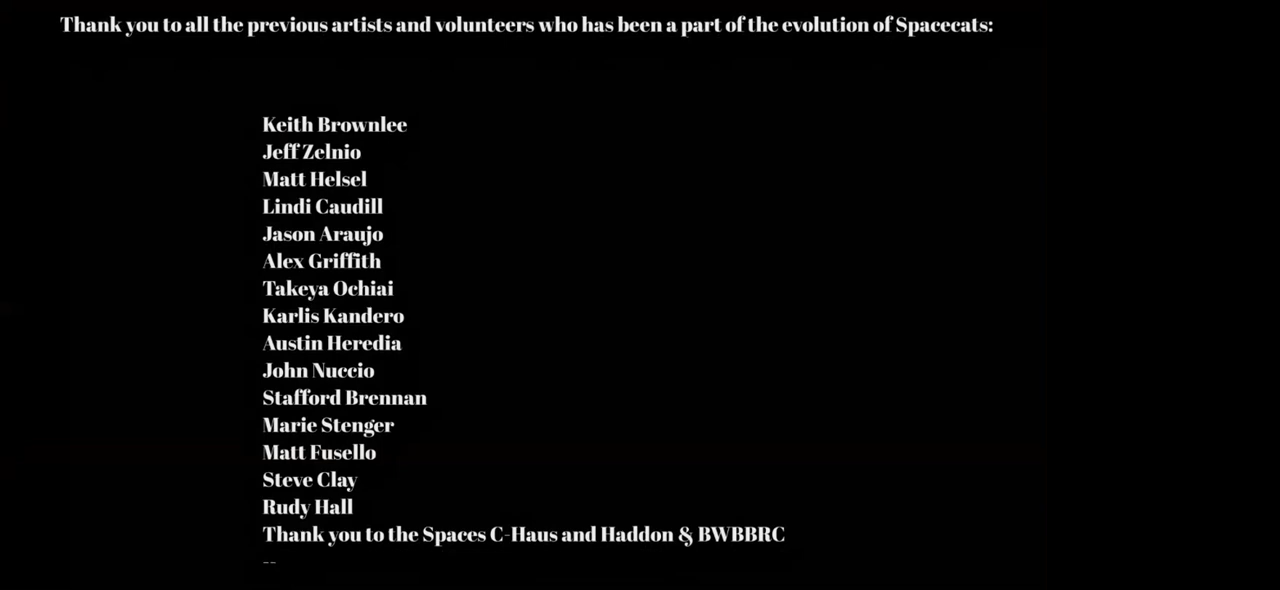 Thank you to all the previous artists and volunteers who has been a part of the evolution of Spacecats:
Keith Brownlee
Jeff Zelnio
Matt Helsel
Lindi Caudill
Jason Araujo
Alex Griffith
Takeya Ochiai
Karlis Kandero
Austin Heredia
John Nuccio
Stafford Brennan
Marie Stenger
Matt Fusello
Steve Clay
Rudy Hall
Thank you to the Spaces C-Haus and Haddon & BWBBRC
--